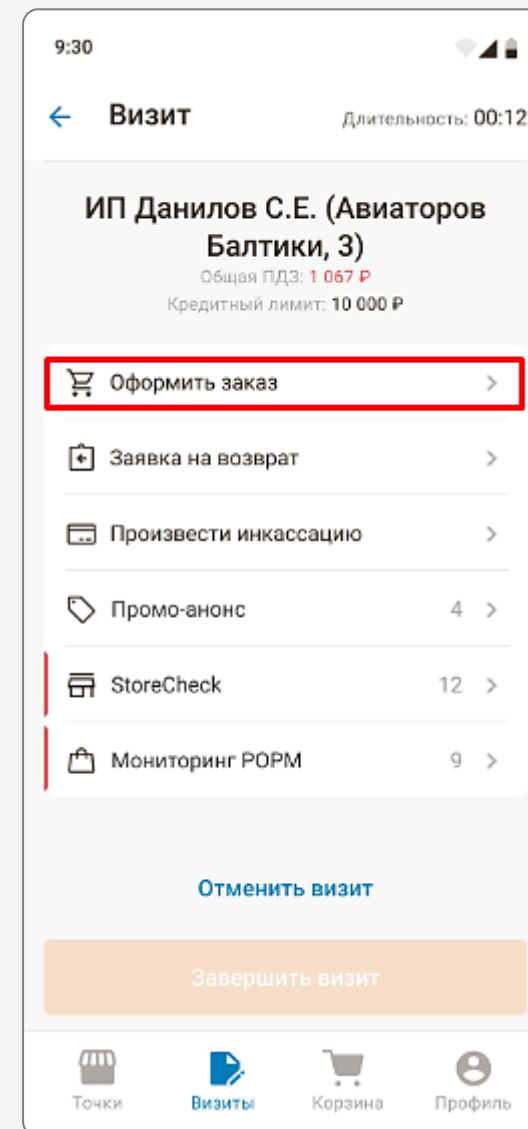 9:30
Визит
Длительность: 00:12
ИП Данилов С.Е. (Авиаторов
Балтики, 3)
Общая ПДЗ: 1 067 ₽
Кредитный лимит: 10 000 ₽
Оформить заказ
Заявка на возврат
Произвести инкассацию
Промо-анонс 4
StoreCheck 12
Мониторинг POPM 9
Отменить визит
Завершить визит
Точки Визиты Корзина Профиль